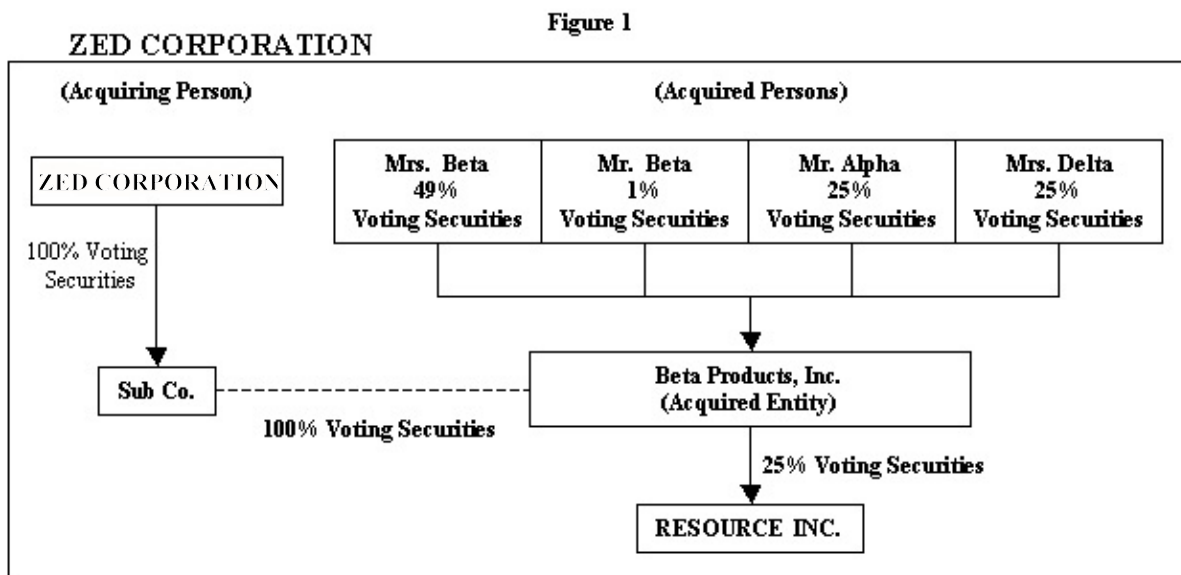 Figure 1
ZED CORPORATION
(Acquiring Person)
(Acquired Persons)
ZED CORPORATION
Mrs. Beta
49%
Voting Securities
Mr. Beta
1%
Voting Securities
Mr. Alpha
25%
Voting Securities
Mrs. Delta
25%
Voting Securities
100% Voting
Securities
Sub Co.
Beta Products, Inc.
(Acquired Entity)
100% Voting Securities
25% Voting Securities
RESOURCE INC.